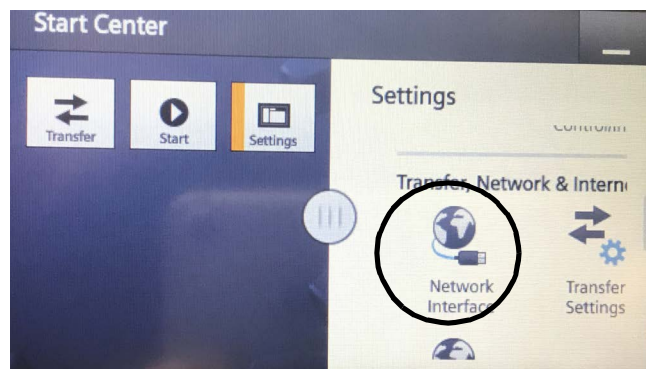 Start Center
Transfer
Start
Settings
Settings
Transfer, Network & Intern
Network
Interface
Transfer
Settings